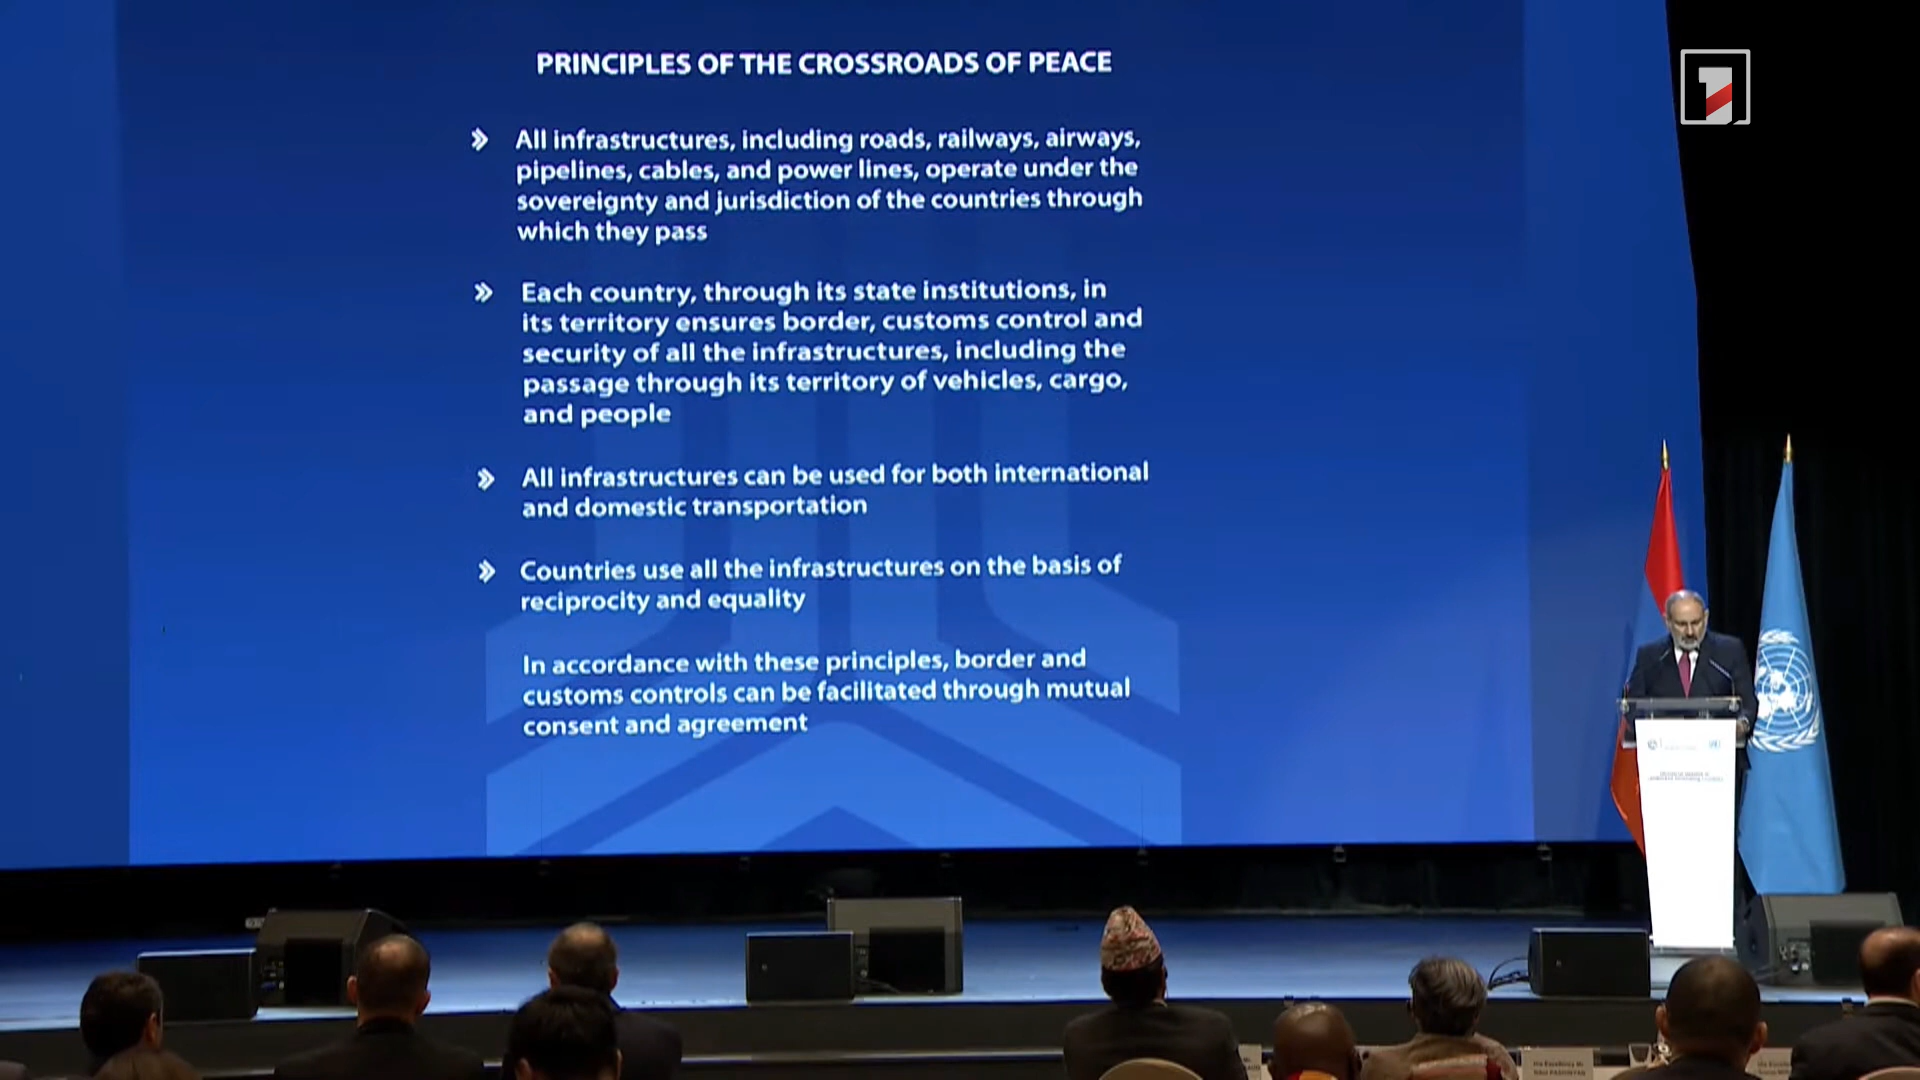 PRINCIPLES OF THE CROSSROADS OF PEACE
All infrastructures, including roads, railways, airways,
pipelines, cables, and power lines, operate under the
sovereignty and jurisdiction of the countries through
which they pass
Each country, through its state institutions, in
its territory ensures border, customs control and
security of all the infrastructures, including the
passage through its territory of vehicles, cargo,
and people
All infrastructures can be used for both international
and domestic transportation
Countries use all the infrastructures on the basis of
reciprocity and equality
In accordance with these principles, border and
customs controls can be facilitated through mutual
consent and agreement